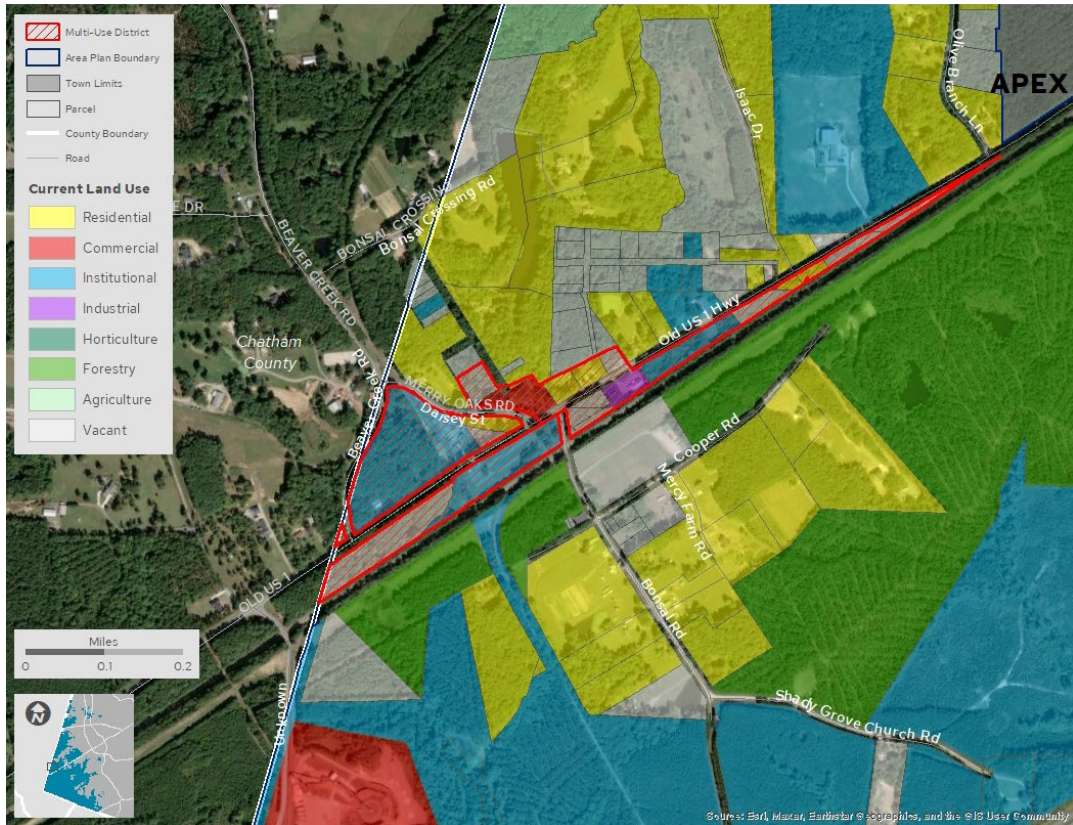 Multi-Use District
Area Plan Boundary
Town Limits
Parcel
County Boundary
Road
Current Land Use
Residential
Commercial
Institutional
Industrial
Horticulture
Forestry
Agriculture
Vacant
APEX
Olive Branch Ln
Isaac Dr
E DR
BONSAL CROSSING
Bonsal Crossing Rd
BEAVER CREEK RD
Chatham
County
Old US 1 Hwy
MERRY OAKS RD
Daisey St
Beaver Creek Rd
Cooper Rd
Mercy Farm Rd
OLD US 1
Bonsal Rd
Shady Grove Church Rd
Unknown
Miles
0 0.1 0.2
N
Source: Esri, Maxar, Earthstar Geographics, and the GIS User Community